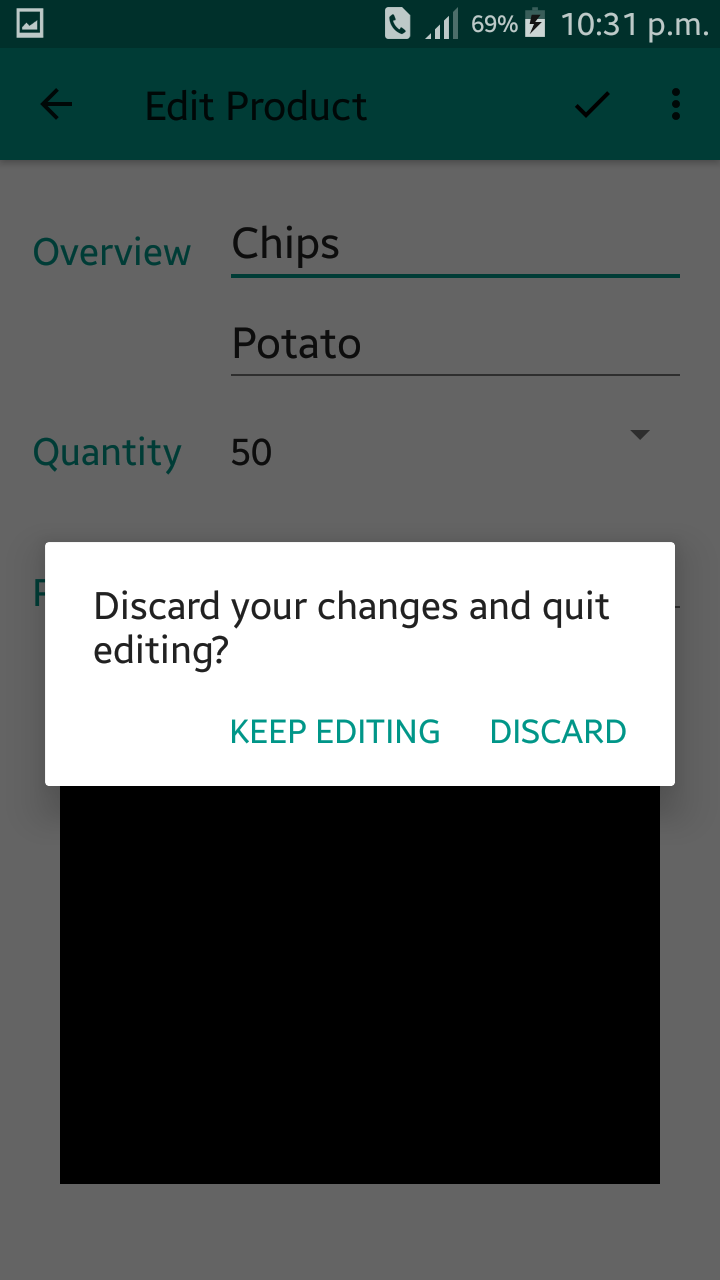 69% 10:31 p.m.
Edit Product
Overview Chips
Potato
Quantity 50
Discard your changes and quit
editing?
KEEP EDITING DISCARD